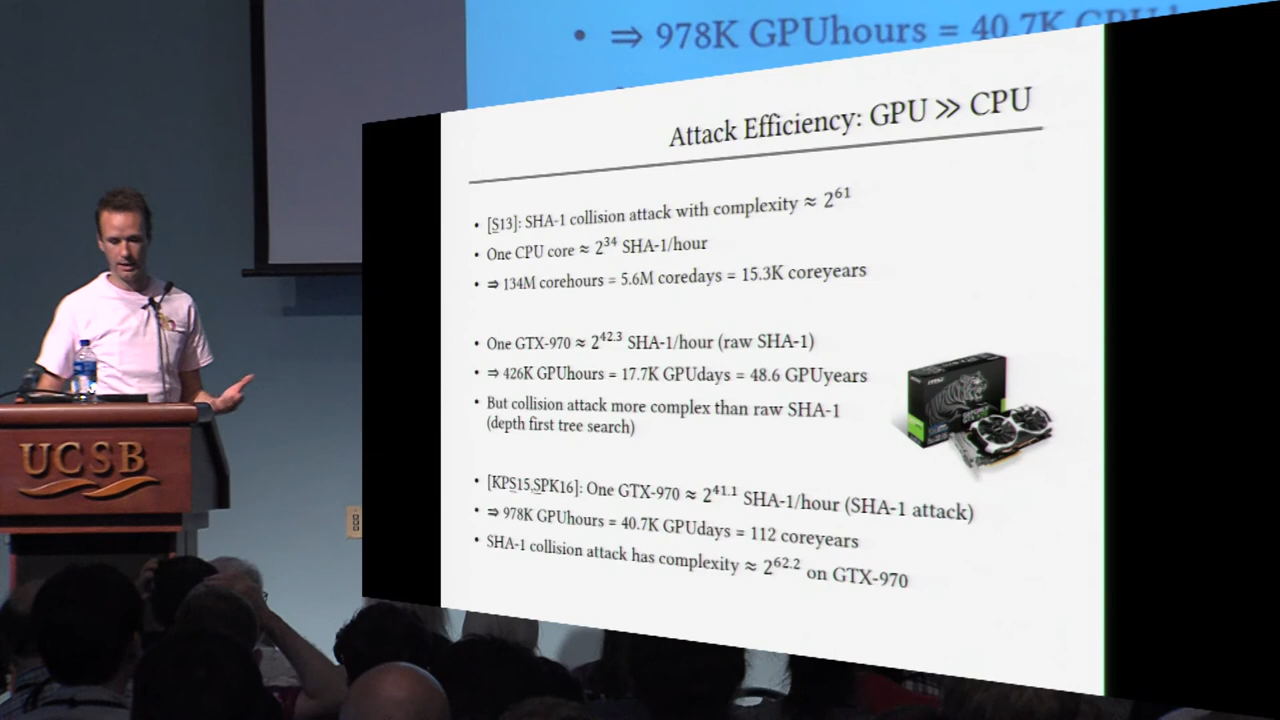 • ⇒ 978K GPUhours = 40.7K GPU
Attack Efficiency: GPU ≫ CPU
• [S13]: SHA-1 collision attack with complexity ≈ 2^61
• One CPU core ≈ 2^34 SHA-1/hour
• ⇒ 134M corehours = 5.6M coredays = 15.3K coreyears
• One GTX-970 ≈ 2^42.3 SHA-1/hour (raw SHA-1)
• ⇒ 426K GPUhours = 17.7K GPUdays = 48.6 GPUyears
• But collision attack more complex than raw SHA-1
(depth first tree search)
• [KPS15,SPK16]: One GTX-970 ≈ 2^41.1 SHA-1/hour (SHA-1 attack)
• ⇒ 978K GPUhours = 40.7K GPUdays = 112 coreyears
• SHA-1 collision attack has complexity ≈ 2^62.2 on GTX-970
UCSB